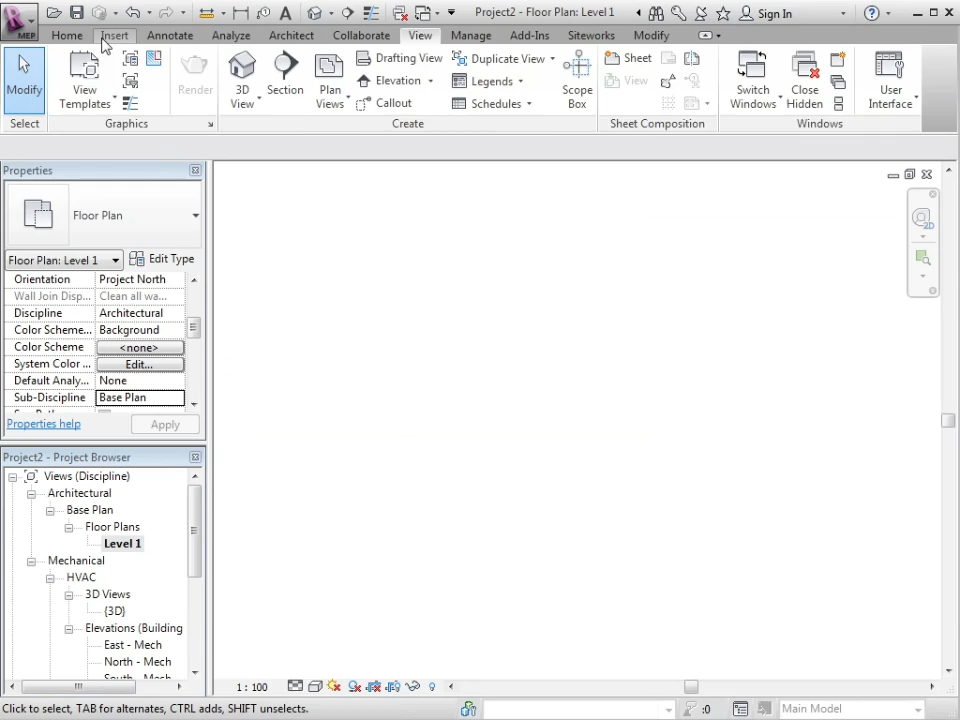 Project2 - Floor Plan: Level 1
Sign In
MEP
Home Insert Annotate Analyze Architect Collaborate View Manage Add-Ins Siteworks Modify
Modify
View Templates
Render
3D View
Section
Plan Views
Drafting View
Elevation
Callout
Duplicate View
Legends
Schedules
Scope Box
Sheet
View
Switch Windows
Close Hidden
User Interface
Select Graphics Create Sheet Composition Windows
Properties
Floor Plan
Floor Plan: Level 1 Edit Type
Orientation Project North
Wall Join Disp... Clean all wa...
Discipline Architectural
Color Scheme... Background
Color Scheme <none>
System Color ... Edit...
Default Analy... None
Sub-Discipline Base Plan
Properties help Apply
Project2 - Project Browser
Views (Discipline)
Architectural
Base Plan
Floor Plans
Level 1
Mechanical
HVAC
3D Views
{3D}
Elevations (Building
East - Mech
North - Mech
South - Mech
2D
1 : 100
Click to select, TAB for alternates, CTRL adds, SHIFT unselects.
:0
Main Model